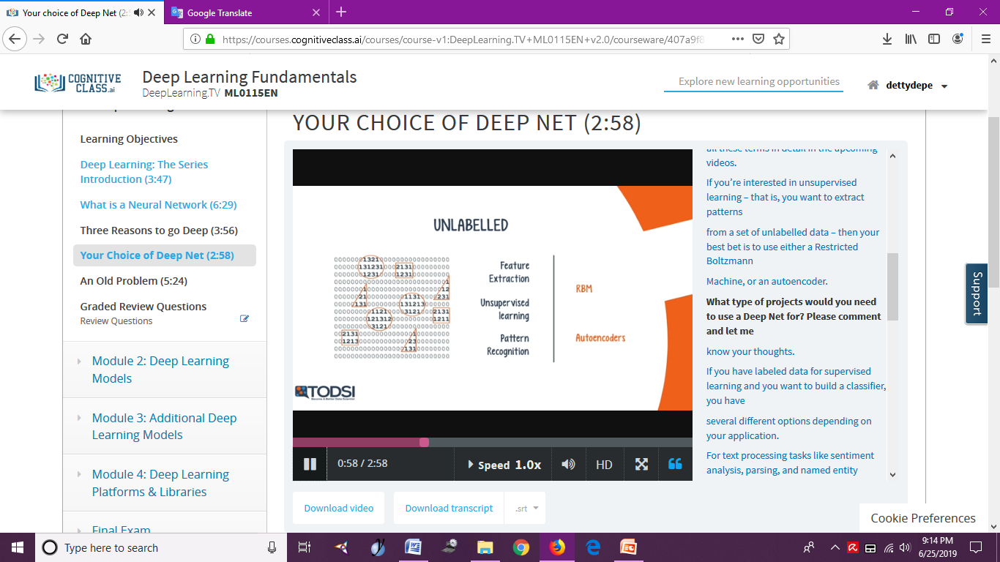 Your choice of Deep Net (2:5
Google Translate
https://courses.cognitiveclass.ai/courses/course-v1:DeepLearning.TV+ML0115EN+v2.0/courseware/407a9f8
COGNITIVE
CLASS.ai
Deep Learning Fundamentals
DeepLearning.TV ML0115EN
Explore new learning opportunities
dettydepe
Learning Objectives
Deep Learning: The Series
Introduction (3:47)
What is a Neural Network (6:29)
Three Reasons to go Deep (3:56)
Your Choice of Deep Net (2:58)
An Old Problem (5:24)
Graded Review Questions
Review Questions
Module 2: Deep Learning
Models
Module 3: Additional Deep
Learning Models
Module 4: Deep Learning
Platforms & Libraries
Final Exam
YOUR CHOICE OF DEEP NET (2:58)
UNLABELLED
Feature
Extraction
Unsupervised
learning
Pattern
Recognition
RBM
Autoencoders
TODSI
0:58 / 2:58
Speed 1.0x
HD
all these terms in detail in the upcoming
videos.
If you’re interested in unsupervised
learning – that is, you want to extract
patterns
from a set of unlabelled data – then your
best bet is to use either a Restricted
Boltzmann
Machine, or an autoencoder.
What type of projects would you need
to use a Deep Net for? Please comment
and let me
know your thoughts.
If you have labeled data for supervised
learning and you want to build a classifier,
you have
several different options depending on
your application.
For text processing tasks like sentiment
analysis, parsing, and named entity
Download video
Download transcript
.srt
Support
Cookie Preferences
Type here to search
9:14 PM
6/25/2019